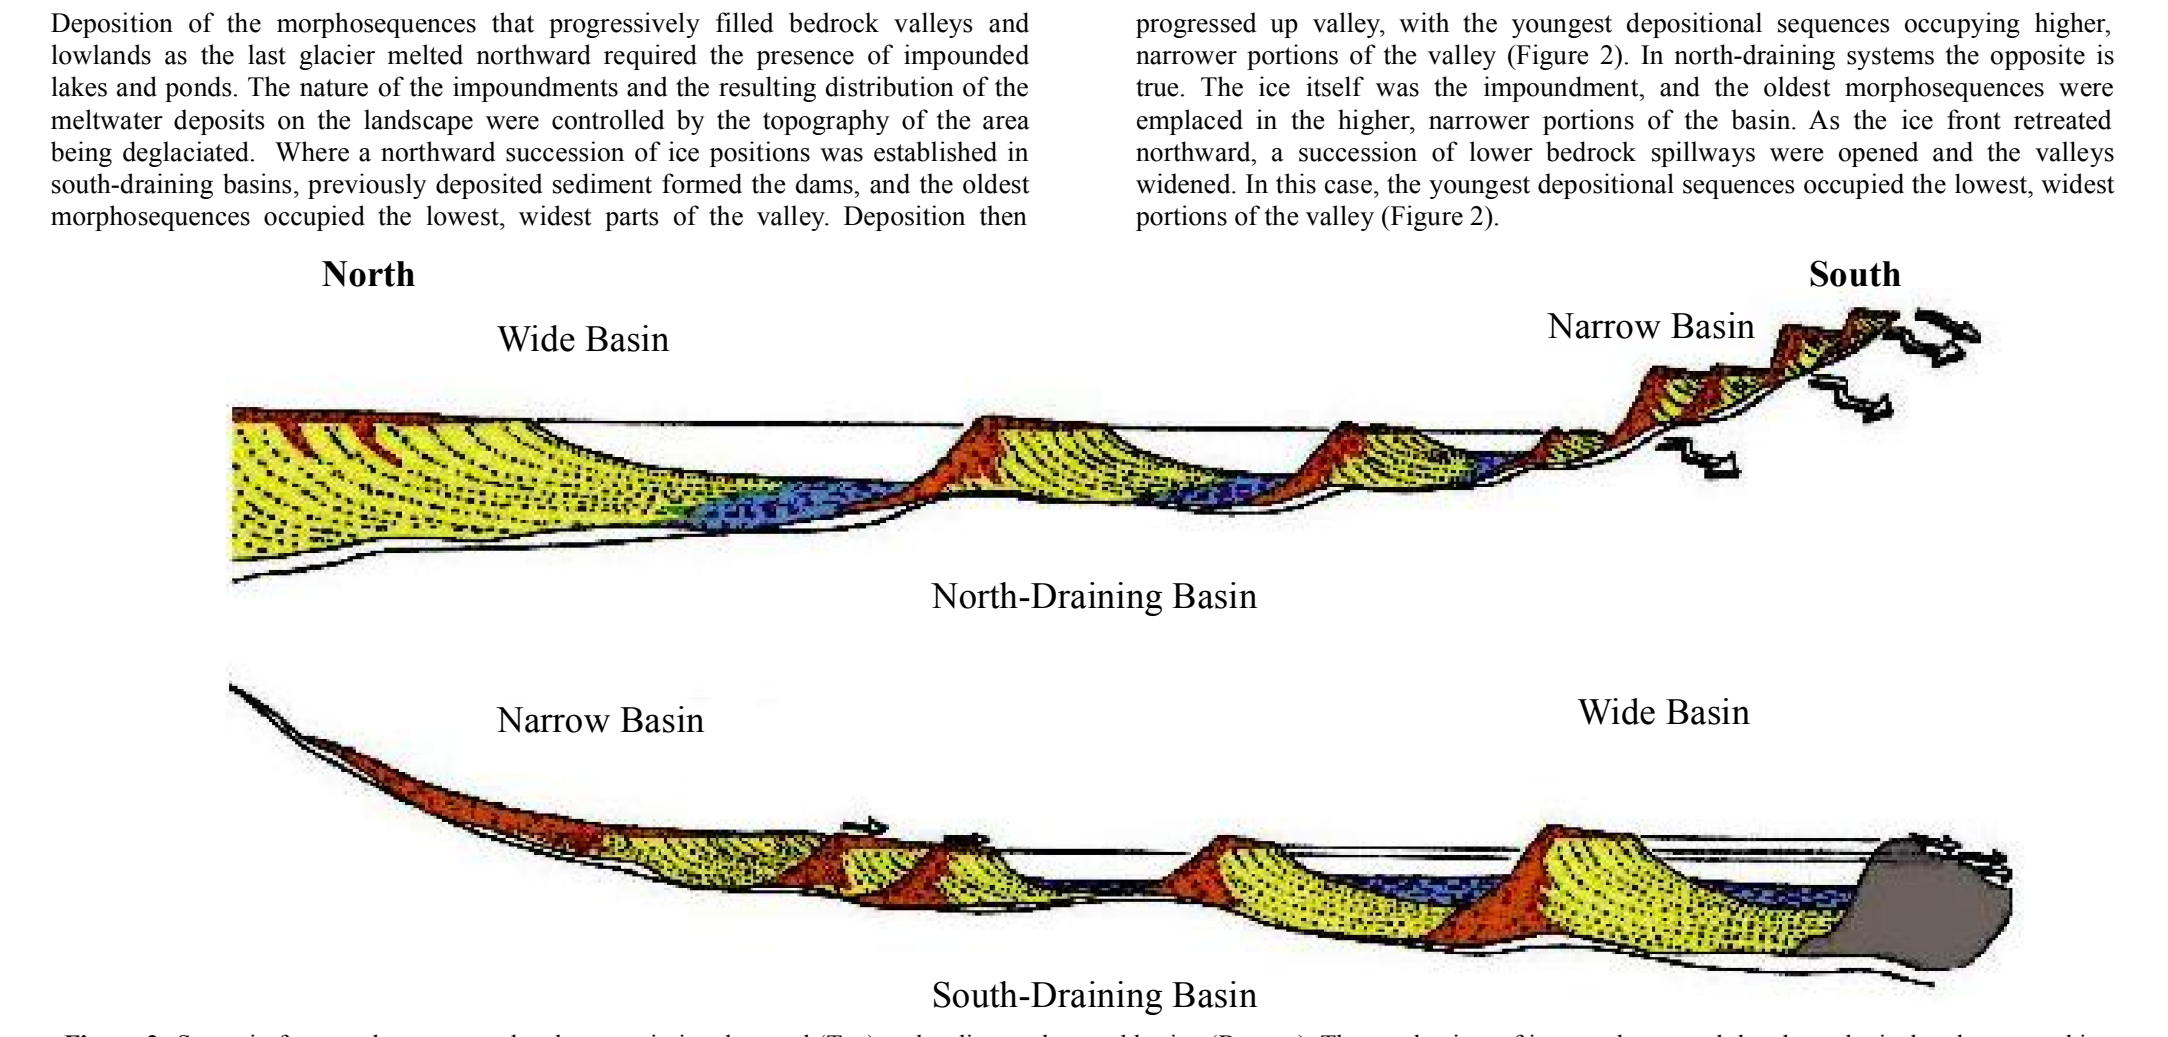 Deposition of the morphosequences that progressively filled bedrock valleys and
lowlands as the last glacier melted northward required the presence of impounded
lakes and ponds. The nature of the impoundments and the resulting distribution of the
meltwater deposits on the landscape were controlled by the topography of the area
being deglaciated. Where a northward succession of ice positions was established in
south-draining basins, previously deposited sediment formed the dams, and the oldest
morphosequences occupied the lowest, widest parts of the valley. Deposition then
progressed up valley, with the youngest depositional sequences occupying higher,
narrower portions of the valley (Figure 2). In north-draining systems the opposite is
true. The ice itself was the impoundment, and the oldest morphosequences were
emplaced in the higher, narrower portions of the basin. As the ice front retreated
northward, a succession of lower bedrock spillways were opened and the valleys
widened. In this case, the youngest depositional sequences occupied the lowest, widest
portions of the valley (Figure 2).
North
South
Wide Basin
Narrow Basin
North-Draining Basin
Narrow Basin
Wide Basin
South-Draining Basin